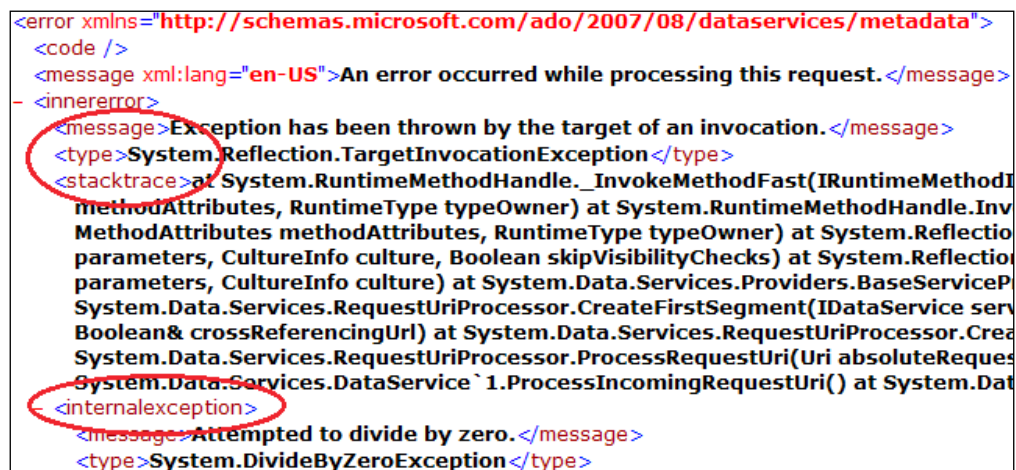 <error xmlns="http://schemas.microsoft.com/ado/2007/08/dataservices/metadata">
<code />
<message xml:lang="en-US">An error occurred while processing this request.</message>
- <innererror>
<message>Exception has been thrown by the target of an invocation.</message>
<type>System.Reflection.TargetInvocationException</type>
<stacktrace>at System.RuntimeMethodHandle._InvokeMethodFast(IRuntimeMethodI
methodAttributes, RuntimeType typeOwner) at System.RuntimeMethodHandle.Inv
MethodAttributes methodAttributes, RuntimeType typeOwner) at System.Reflectio
parameters, CultureInfo culture, Boolean skipVisibilityChecks) at System.Reflection
parameters, CultureInfo culture) at System.Data.Services.Providers.BaseServiceP
System.Data.Services.RequestUriProcessor.CreateFirstSegment(IDataService serv
Boolean& crossReferencingUrl) at System.Data.Services.RequestUriProcessor.Crea
System.Data.Services.RequestUriProcessor.ProcessRequestUri(Uri absoluteReques
System.Data.Services.DataService`1.ProcessIncomingRequestUri() at System.Dat
- <internalexception>
<message>Attempted to divide by zero.</message>
<type>System.DivideByZeroException</type>